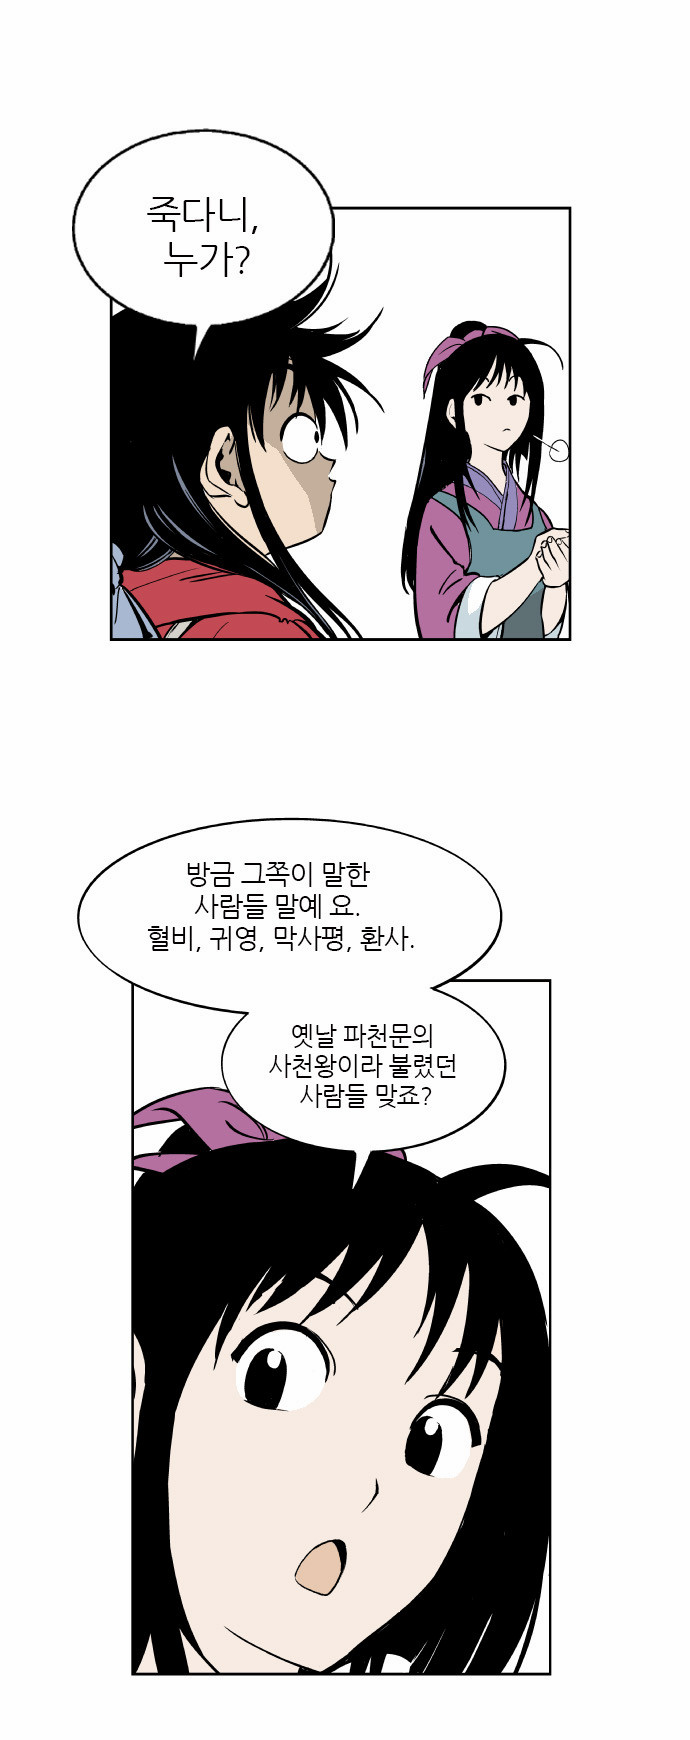 죽다니,
누가?
방금 그쪽이 말한
사람들 말예 요.
혈비, 귀영, 막사평, 환사.
옛날 파천문의
사천왕이라 불렸던
사람들 맞죠?